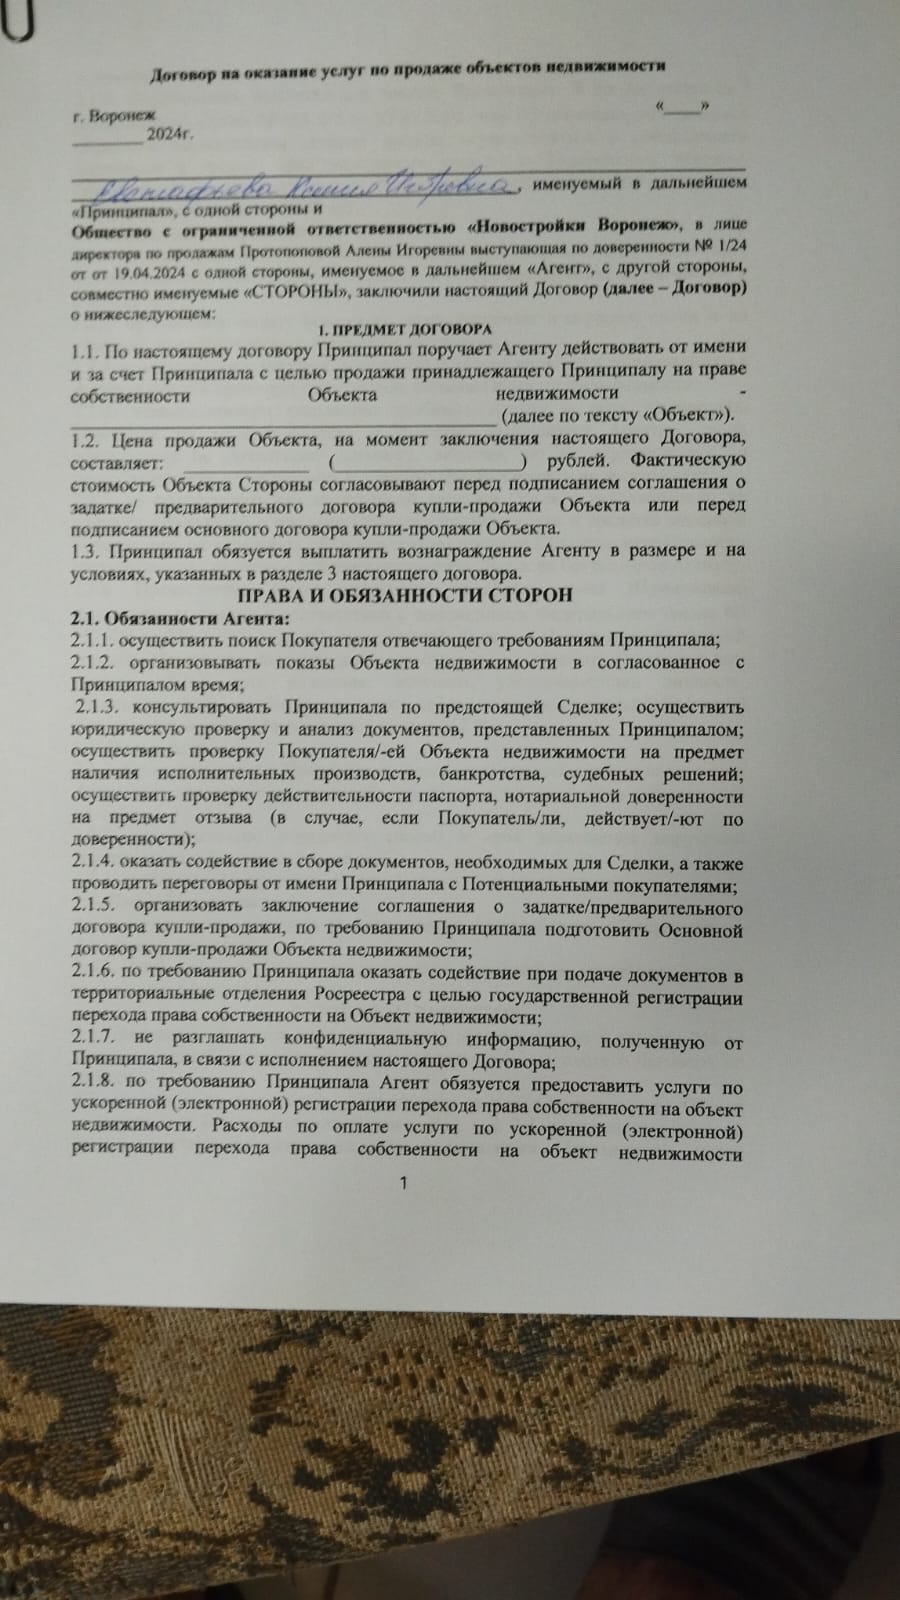 Договор на оказание услуг по продаже объектов недвижимости
г. Воронеж «____»
________ 2024г.
Евстафьева Ксения Игоревна, именуемый в дальнейшем
«Принципал», с одной стороны и
Общество с ограниченной ответственностью «Новостройки Воронеж», в лице
директора по продажам Протопоповой Алены Игоревны выступающая по доверенности № 1/24
от от 19.04.2024 с одной стороны, именуемое в дальнейшем «Агент», с другой стороны,
совместно именуемые «СТОРОНЫ», заключили настоящий Договор (далее – Договор)
о нижеследующем:
1. ПРЕДМЕТ ДОГОВОРА
1.1. По настоящему договору Принципал поручает Агенту действовать от имени
и за счет Принципала с целью продажи принадлежащего Принципалу на праве
собственности Объекта недвижимости -
____________________________________________ (далее по тексту «Объект»).
1.2. Цена продажи Объекта, на момент заключения настоящего Договора,
составляет: ____________ (__________________) рублей. Фактическую
стоимость Объекта Стороны согласовывают перед подписанием соглашения о
задатке/ предварительного договора купли-продажи Объекта или перед
подписанием основного договора купли-продажи Объекта.
1.3. Принципал обязуется выплатить вознаграждение Агенту в размере и на
условиях, указанных в разделе 3 настоящего договора.
ПРАВА И ОБЯЗАННОСТИ СТОРОН
2.1. Обязанности Агента:
2.1.1. осуществить поиск Покупателя отвечающего требованиям Принципала;
2.1.2. организовывать показы Объекта недвижимости в согласованное с
Принципалом время;
2.1.3. консультировать Принципала по предстоящей Сделке; осуществить
юридическую проверку и анализ документов, представленных Принципалом;
осуществить проверку Покупателя/-ей Объекта недвижимости на предмет
наличия исполнительных производств, банкротства, судебных решений;
осуществить проверку действительности паспорта, нотариальной доверенности
на предмет отзыва (в случае, если Покупатель/ли, действует/-ют по
доверенности);
2.1.4. оказать содействие в сборе документов, необходимых для Сделки, а также
проводить переговоры от имени Принципала с Потенциальными покупателями;
2.1.5. организовать заключение соглашения о задатке/предварительного
договора купли-продажи, по требованию Принципала подготовить Основной
договор купли-продажи Объекта недвижимости;
2.1.6. по требованию Принципала оказать содействие при подаче документов в
территориальные отделения Росреестра с целью государственной регистрации
перехода права собственности на Объект недвижимости;
2.1.7. не разглашать конфиденциальную информацию, полученную от
Принципала, в связи с исполнением настоящего Договора;
2.1.8. по требованию Принципала Агент обязуется предоставить услуги по
ускоренной (электронной) регистрации перехода права собственности на объект
недвижимости. Расходы по оплате услуги по ускоренной (электронной)
регистрации перехода права собственности на объект недвижимости
1